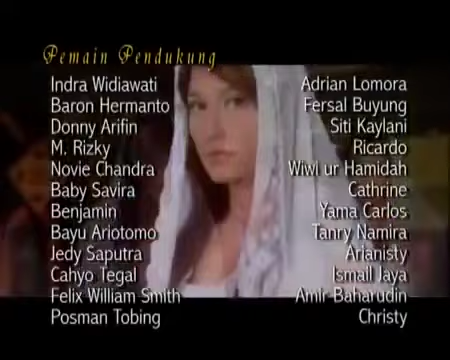 Pemain Pendukung
Indra Widiawati
Adrian Lomora
Baron Hermanto
Fersal Buyung
Donny Arifin
Siti Kaylani
M. Rizky
Ricardo
Novie Chandra
Wiwi ur Hamidah
Baby Savira
Cathrine
Benjamin
Yama Carlos
Bayu Ariotomo
Tanry Namira
Jedy Saputra
Arianisty
Cahyo Tegal
Ismail Jaya
Felix William Smith
Amir Baharudin
Posman Tobing
Christy